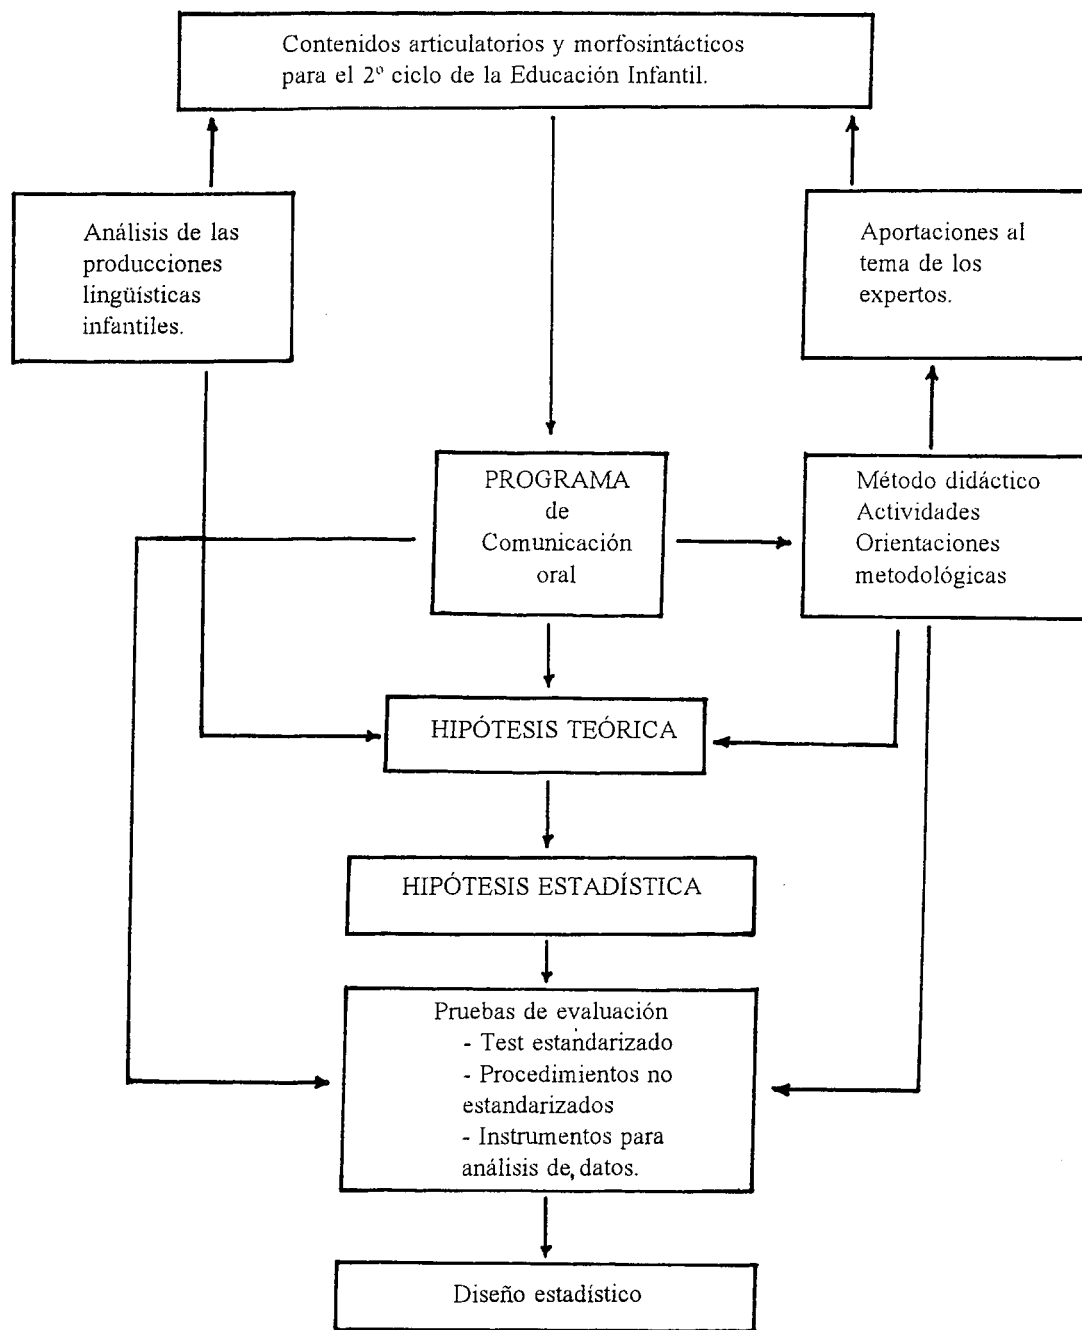 Contenidos articulatorios y morfosintácticos
para el 2º ciclo de la Educación Infantil.
Análisis de las
producciones
lingüísticas
infantiles.
Aportaciones al
tema de los
expertos.
PROGRAMA
de
Comunicación
oral
Método didáctico
Actividades
Orientaciones
metodológicas
HIPÓTESIS TEÓRICA
HIPÓTESIS ESTADÍSTICA
Pruebas de evaluación
- Test estandarizado
- Procedimientos no
estandarizados
- Instrumentos para
análisis de datos.
Diseño estadístico